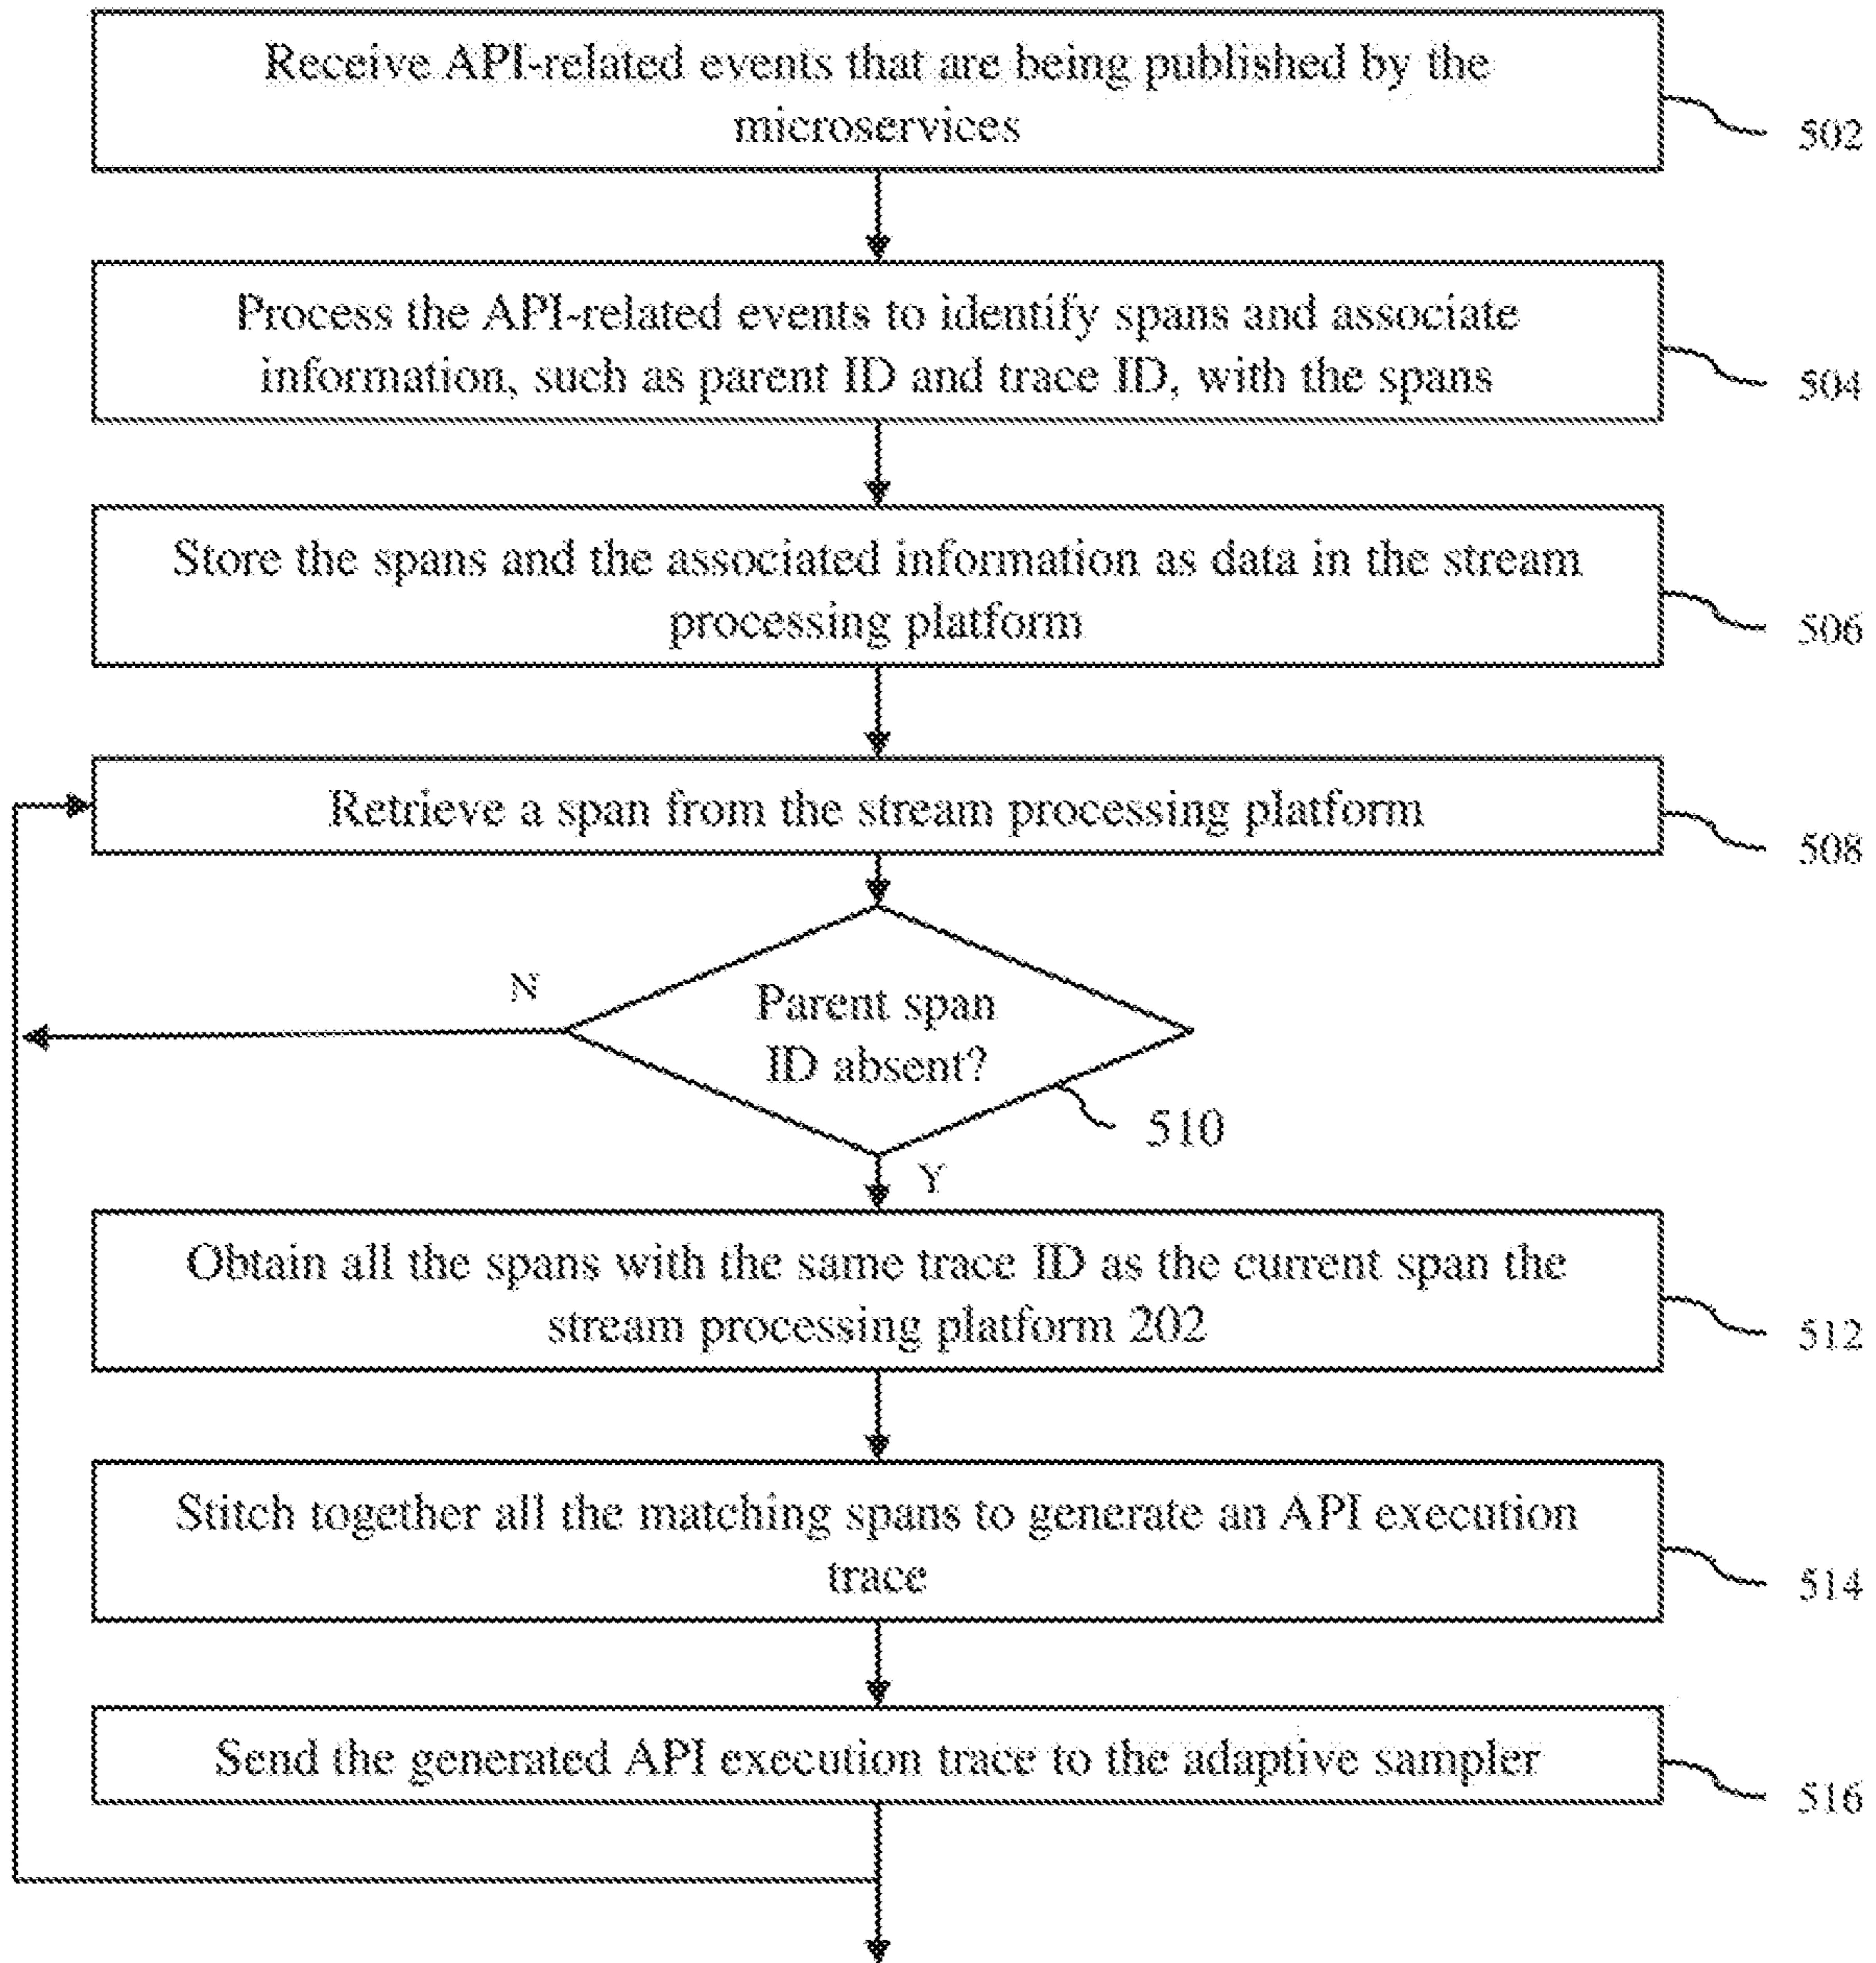 Receive API-related events that are being published by the
microservices
502
Process the API-related events to identify spans and associate
information, such as parent ID and trace ID, with the spans
504
Store the spans and the associated information as data in the stream
processing platform
506
Retrieve a span from the stream processing platform
508
N
Parent span
ID absent?
510
Y
Obtain all the spans with the same trace ID as the current span the
stream processing platform 202
512
Stitch together all the matching spans to generate an API execution
trace
514
Send the generated API execution trace to the adaptive sampler
516